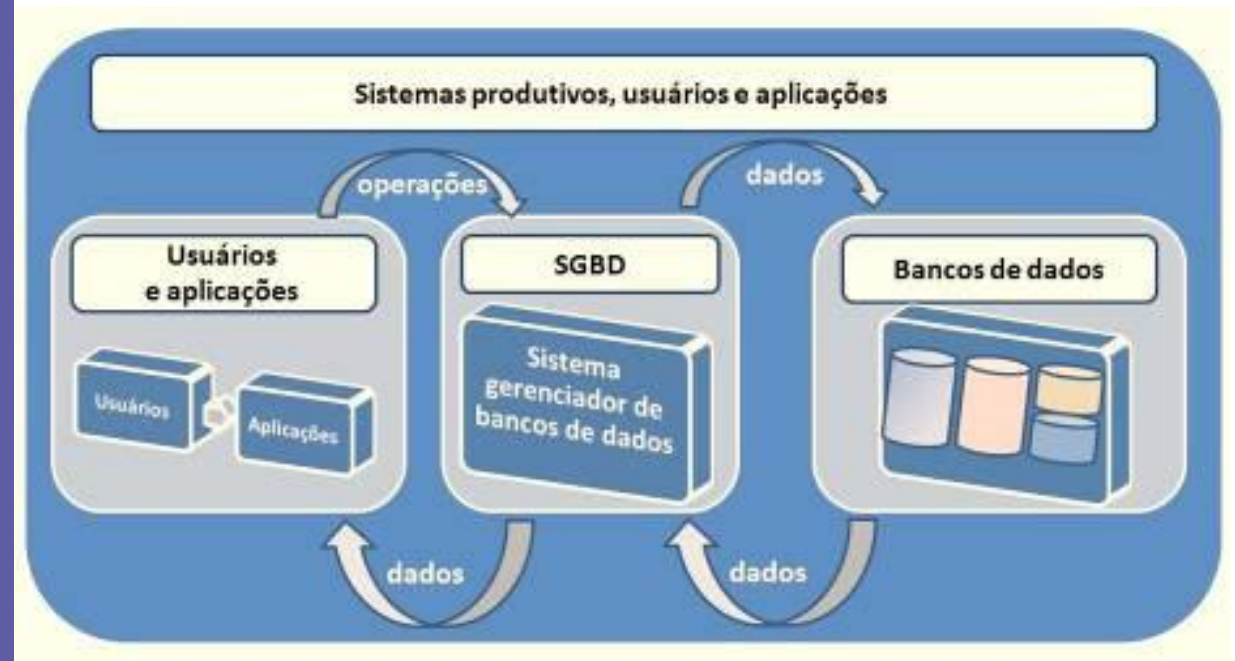 Sistemas produtivos, usuários e aplicações
operações
dados
Usuários
e aplicações
SGBD
Bancos de dados
Usuários
Aplicações
Sistema
gerenciador de
bancos de dados
dados
dados